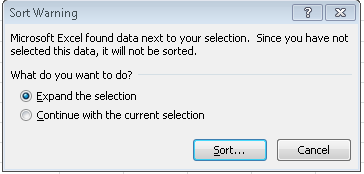 Sort Warning
Microsoft Excel found data next to your selection.  Since you have not
selected this data, it will not be sorted.
What do you want to do?
Expand the selection
Continue with the current selection
Sort...
Cancel